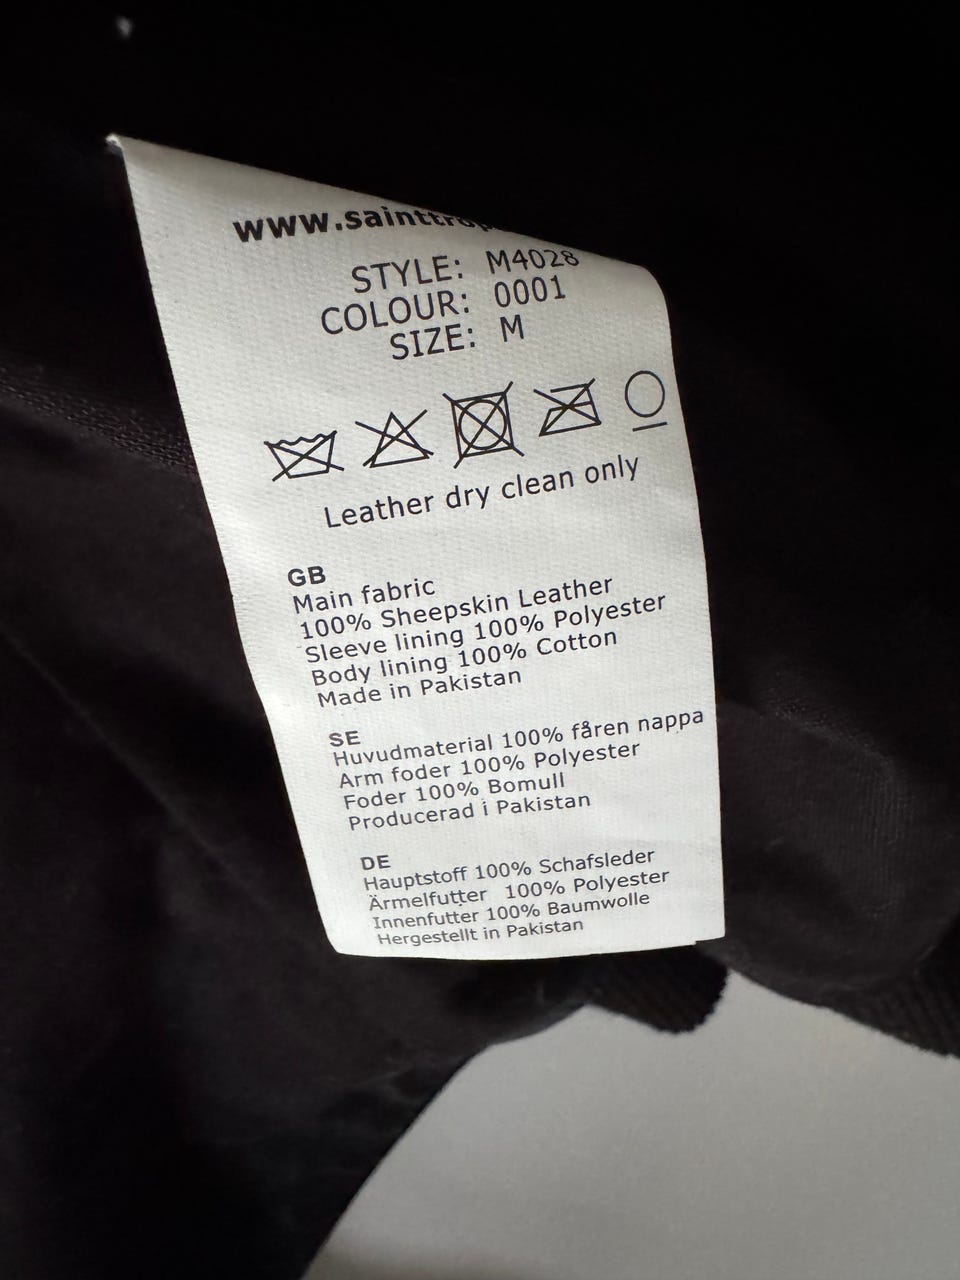 www.sainttrop
STYLE: M4028
COLOUR: 0001
SIZE: M
Leather dry clean only
GB
Main fabric
100% Sheepskin Leather
Sleeve lining 100% Polyester
Body lining 100% Cotton
Made in Pakistan
SE
Huvudmaterial 100% fåren nappa
Arm foder 100% Polyester
Foder 100% Bomull
Producerad i Pakistan
DE
Hauptstoff 100% Schafsleder
Ärmelfutter 100% Polyester
Innenfutter 100% Baumwolle
Hergestellt in Pakistan